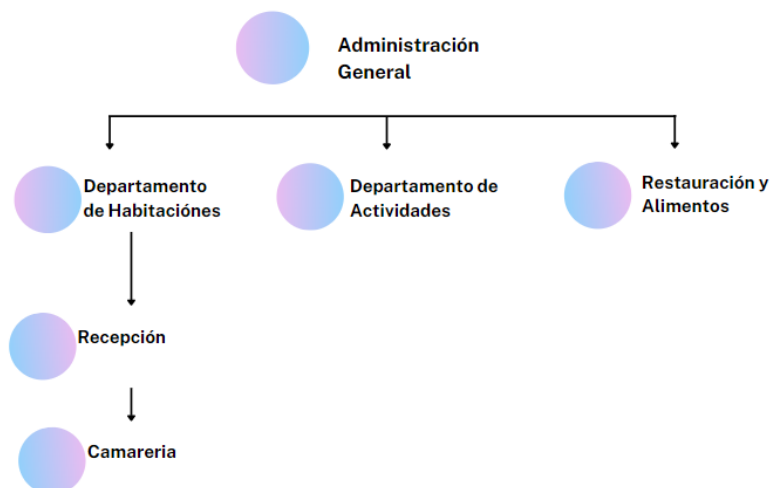 Administración
General
Departamento
de Habitaciónes
Departamento de
Actividades
Restauración y
Alimentos
Recepción
Camareria